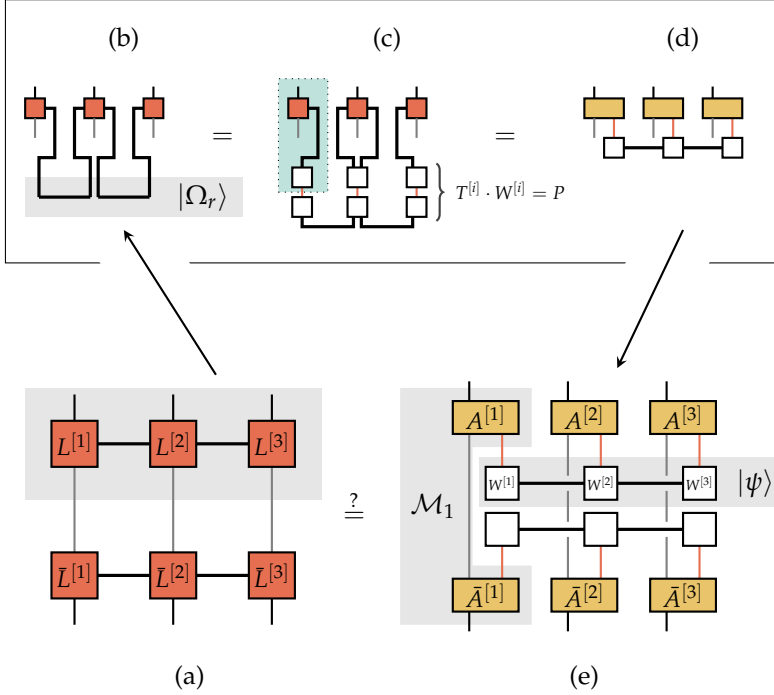 (b) (c) (d)
= =
|Ω_r⟩
T^{[i]} · W^{[i]} = P
L^{[1]} L^{[2]} L^{[3]}
A^{[1]} A^{[2]} A^{[3]}
W^{[1]} W^{[2]} W^{[3]} |ψ⟩
?
= M_1
L̄^{[1]} L̄^{[2]} L̄^{[3]}
Ā^{[1]} Ā^{[2]} Ā^{[3]}
(a) (e)